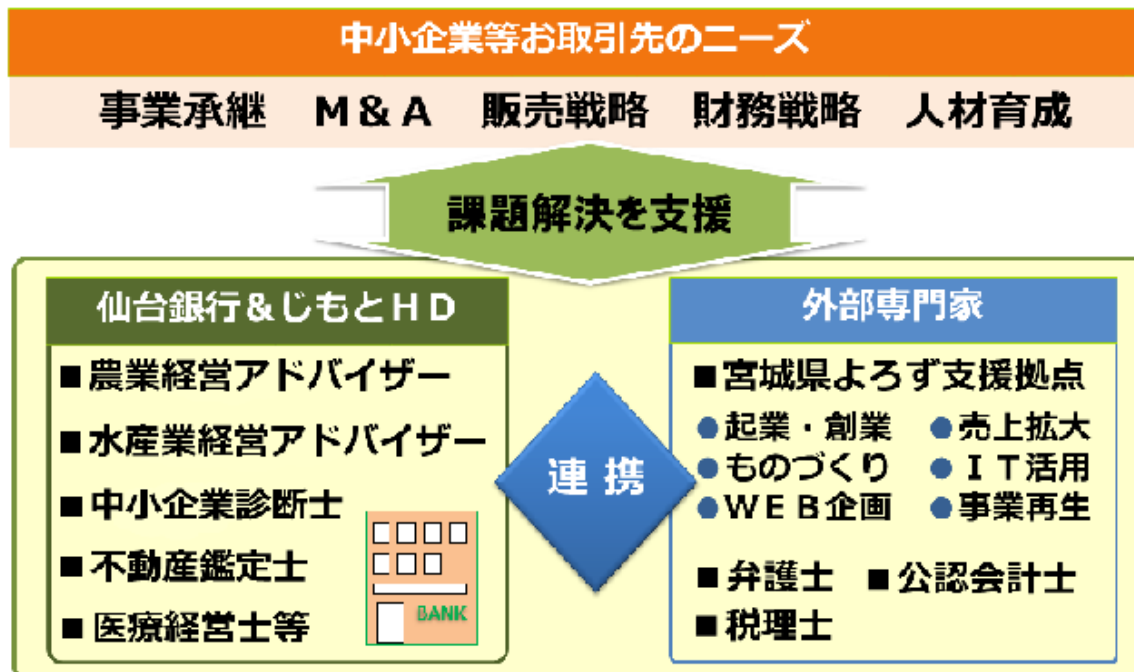 中小企業等お取引先のニーズ
事業承継 M&A 販売戦略 財務戦略 人材育成
課題解決を支援
仙台銀行&じもとHD
■農業経営アドバイザー
■水産業経営アドバイザー
■中小企業診断士
■不動産鑑定士
■医療経営士等
BANK
連携
外部専門家
■宮城県よろず支援拠点
●起業・創業 ●売上拡大
●ものづくり ●IT活用
●WEB企画 ●事業再生
■弁護士 ■公認会計士
■税理士